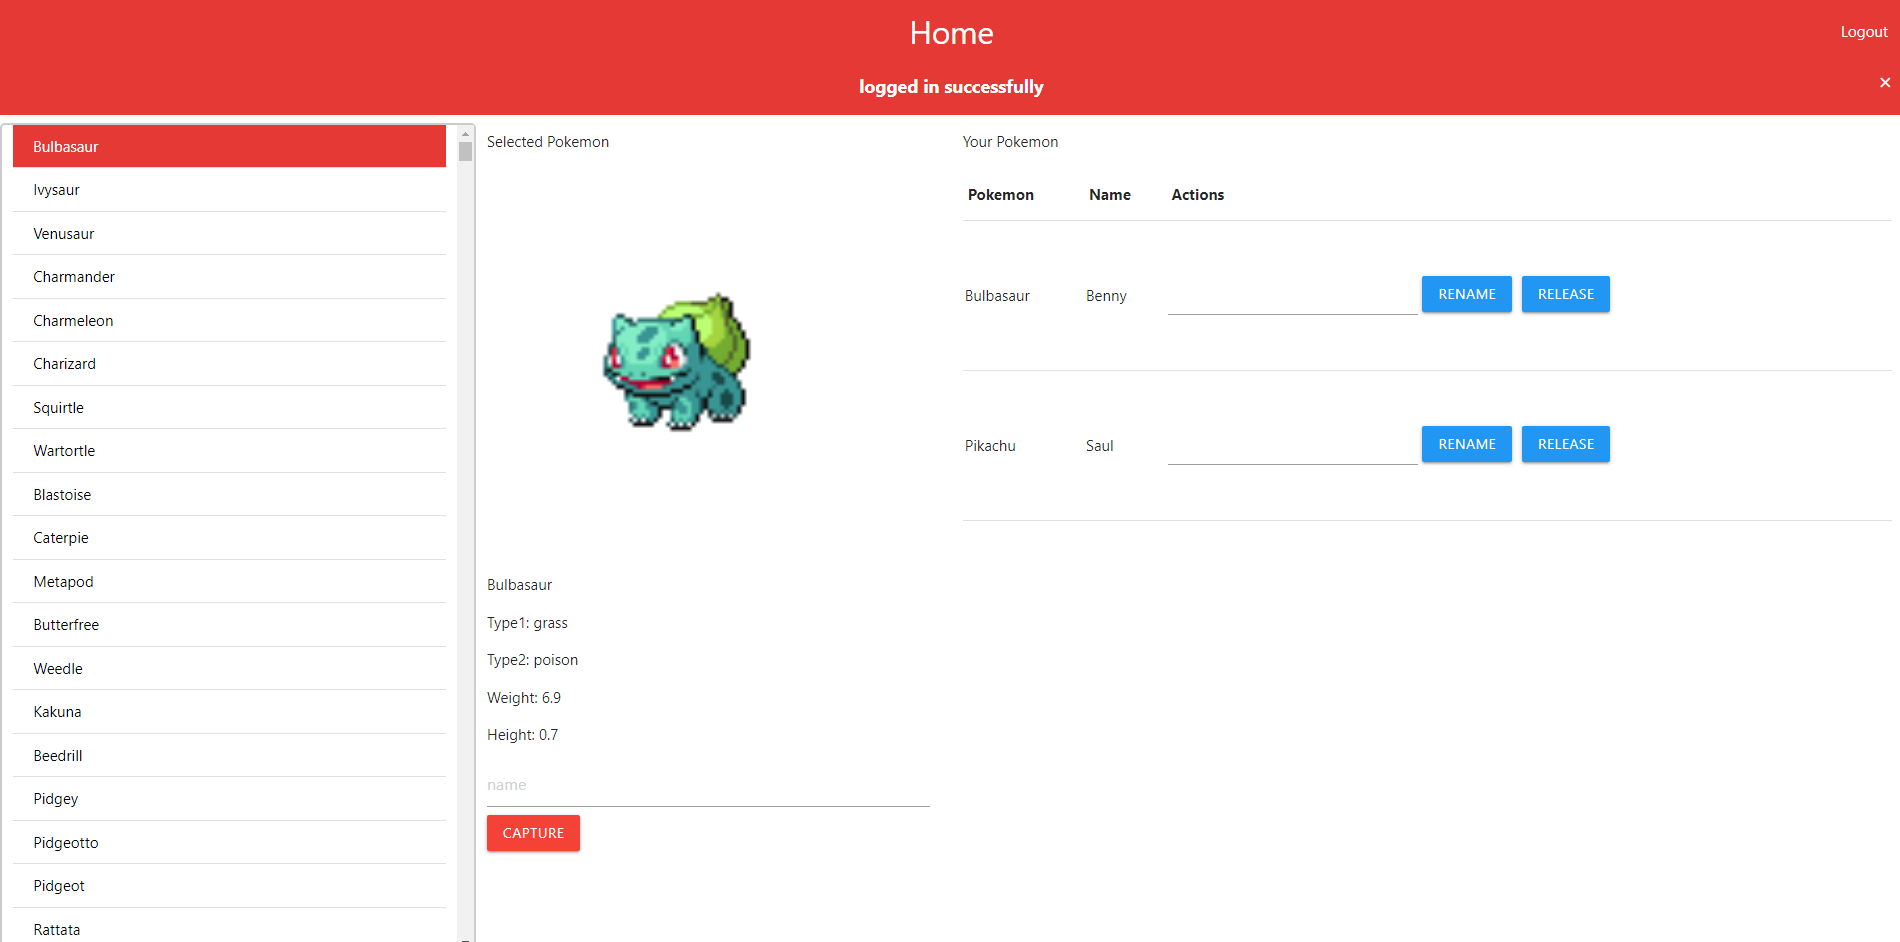 Home
Logout
logged in successfully
×
Bulbasaur
Ivysaur
Venusaur
Charmander
Charmeleon
Charizard
Squirtle
Wartortle
Blastoise
Caterpie
Metapod
Butterfree
Weedle
Kakuna
Beedrill
Pidgey
Pidgeotto
Pidgeot
Rattata
Selected Pokemon
Bulbasaur
Type1: grass
Type2: poison
Weight: 6.9
Height: 0.7
name
CAPTURE
Your Pokemon
Pokemon Name Actions
Bulbasaur Benny RENAME RELEASE
Pikachu Saul RENAME RELEASE